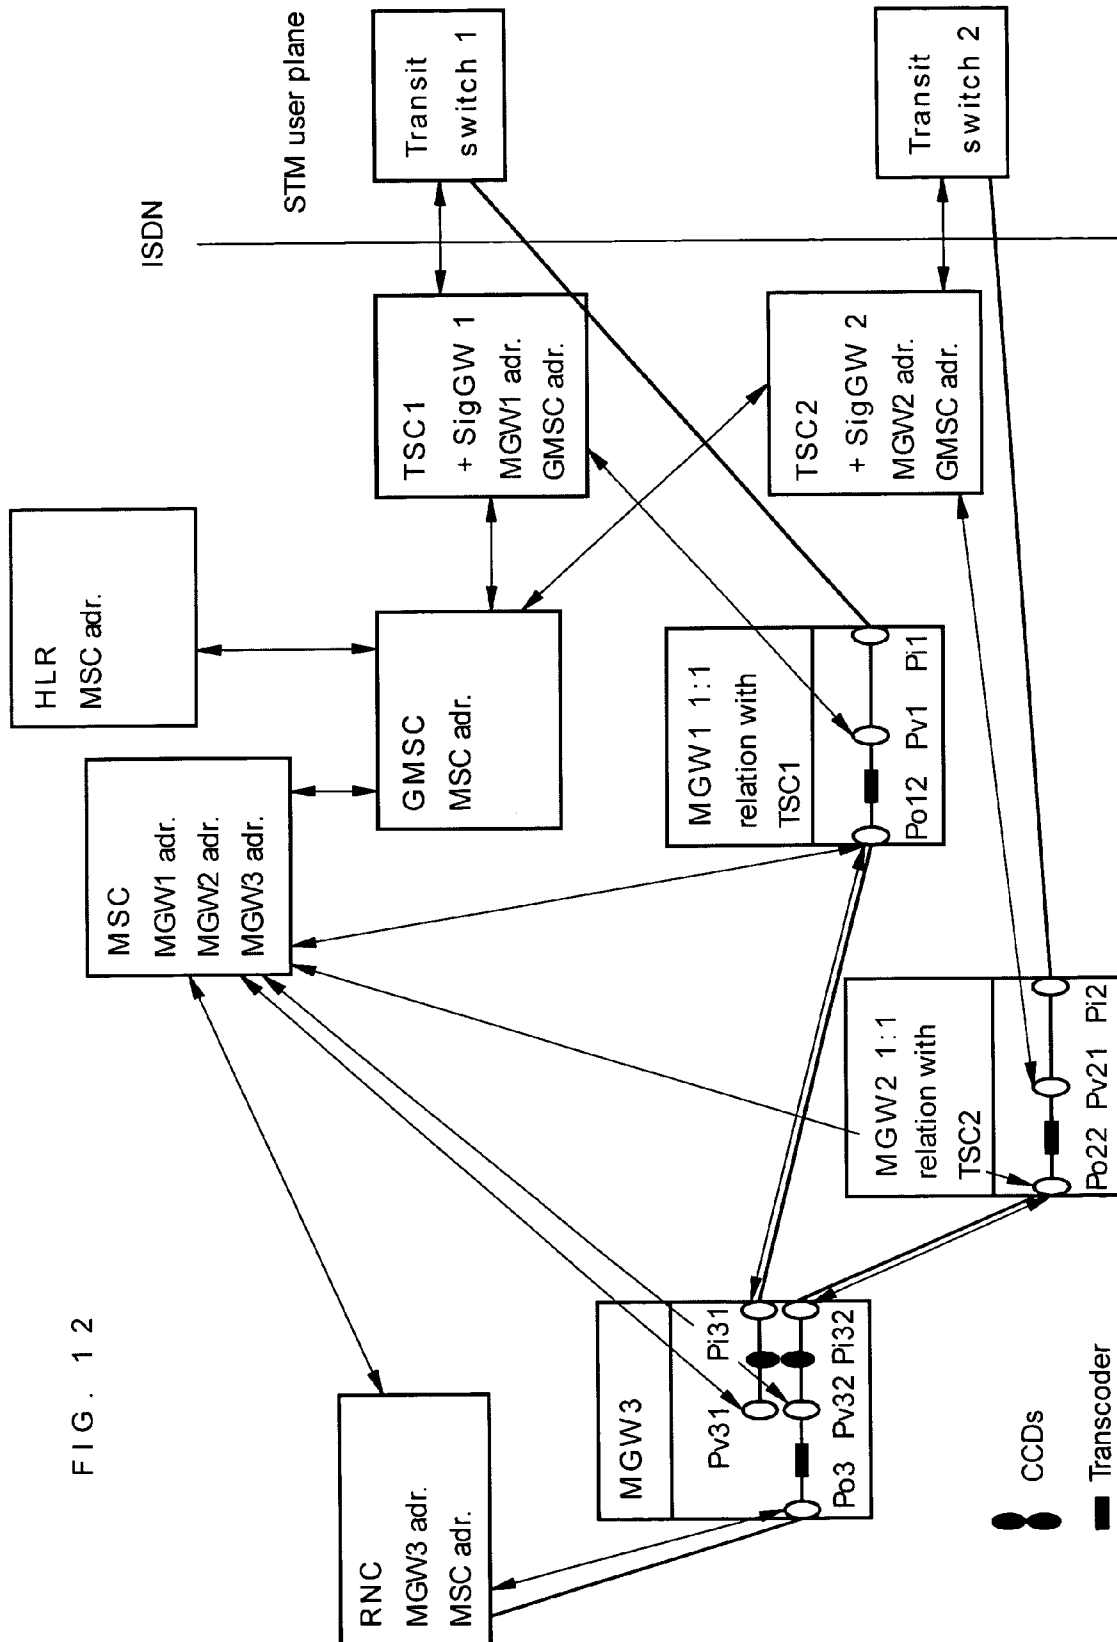 FIG. 12
ISDN
STM user plane
HLR
MSC adr.
MSC
MGW1 adr.
MGW2 adr.
MGW3 adr.
GMSC
MSC adr.
TSC1
+ SigGW 1
MGW1 adr.
GMSC adr.
Transit
switch 1
RNC
MGW3 adr.
MSC adr.
MGW3
Pv31
Pi31
Po3 Pv32 Pi32
MGW1 1:1
relation with
TSC1
Po12 Pv1 Pi1
TSC2
+ SigGW 2
MGW2 adr.
GMSC adr.
Transit
switch 2
MGW2 1:1
relation with
TSC2
Po22 Pv21 Pi2
CCDs
Transcoder